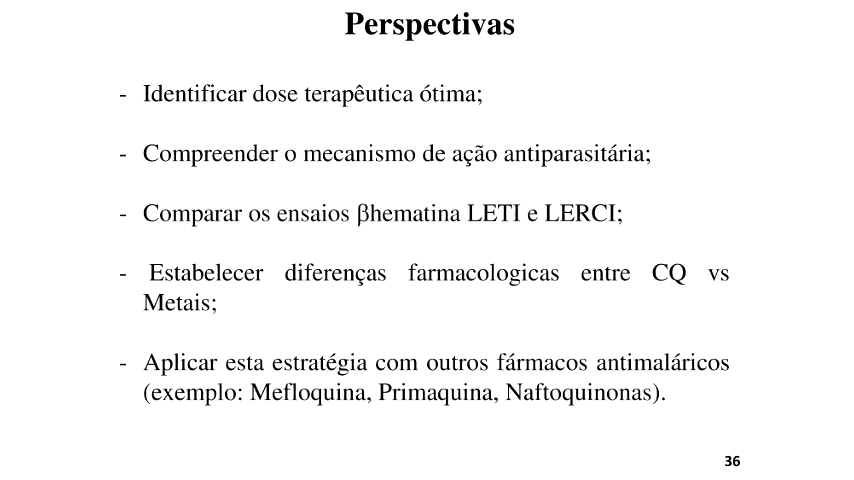 Perspectivas
- Identificar dose terapêutica ótima;
- Compreender o mecanismo de ação antiparasitária;
- Comparar os ensaios βhematina LETI e LERCI;
- Estabelecer diferenças farmacologicas entre CQ vs
Metais;
- Aplicar esta estratégia com outros fármacos antimaláricos
(exemplo: Mefloquina, Primaquina, Naftoquinonas).
36